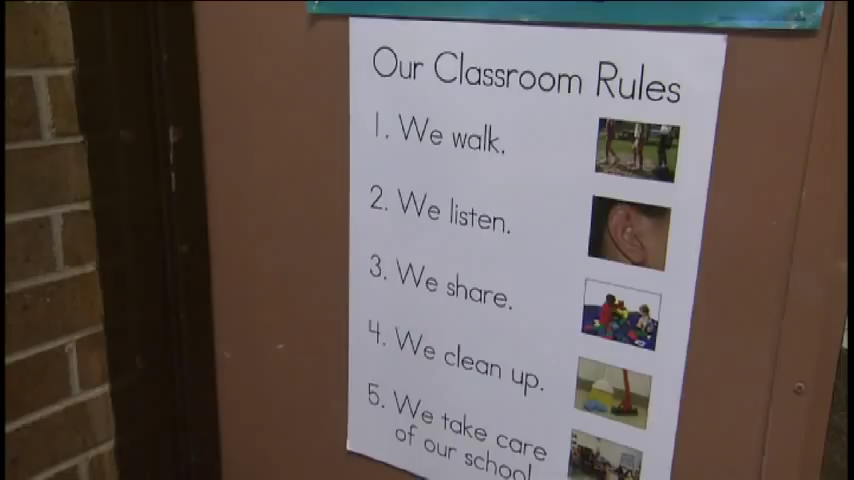 Our Classroom Rules
1. We walk.
2. We listen.
3. We share.
4. We clean up.
5. We take care
of our school